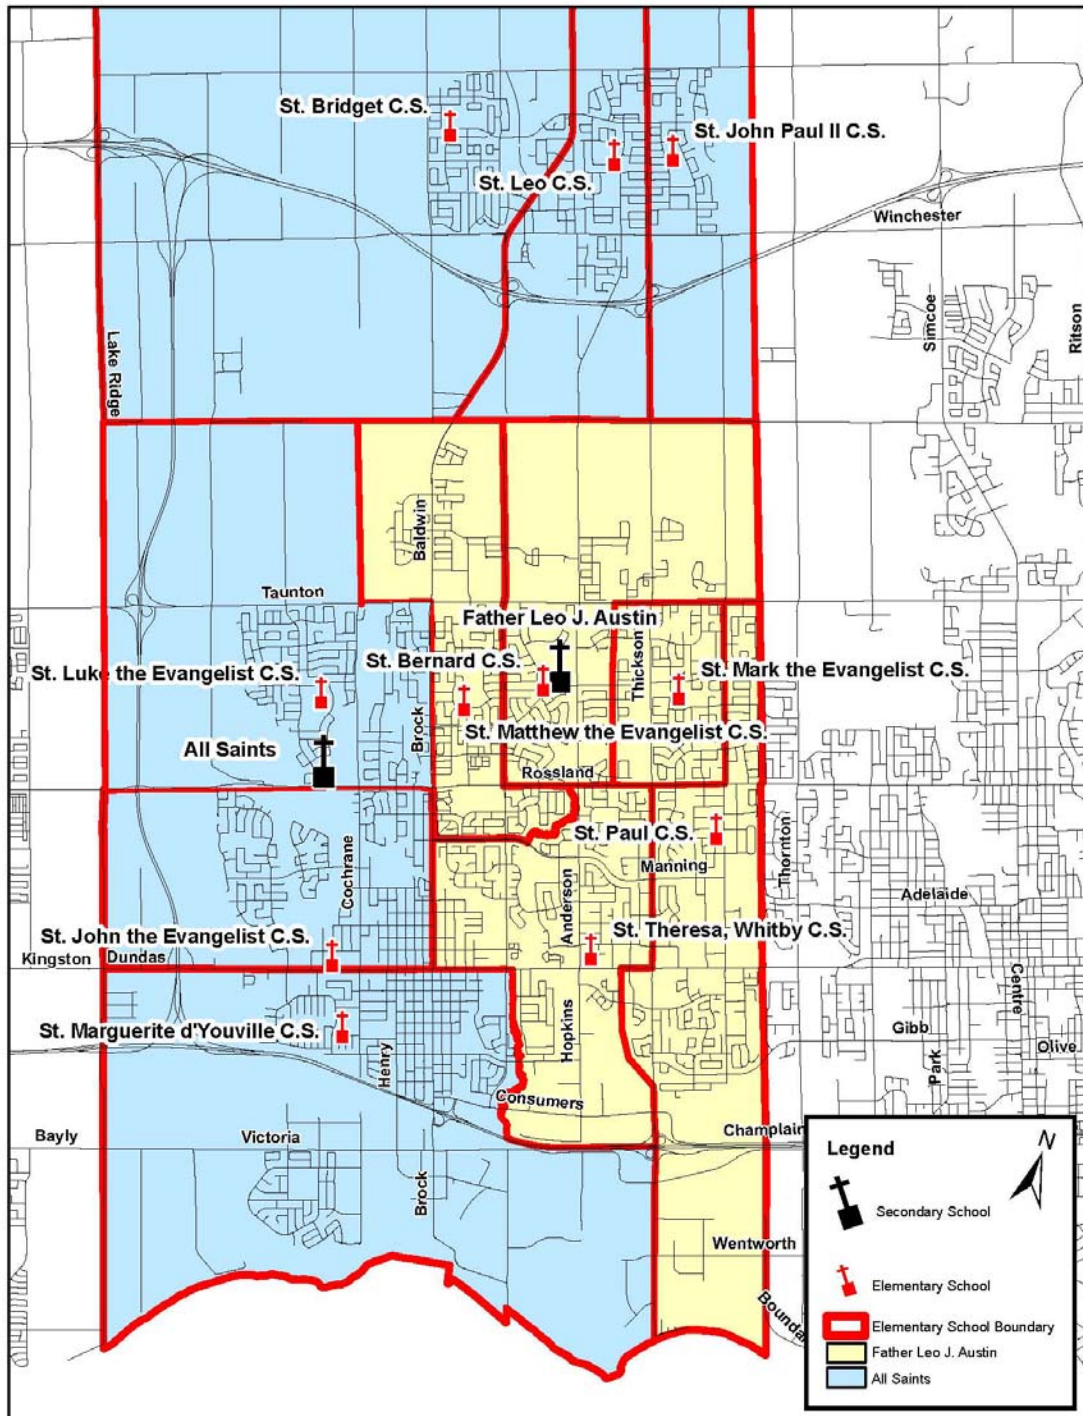 St. Bridget C.S.
St. John Paul II C.S.
St. Leo C.S.
Winchester
Lake Ridge
Simcoe
Ritson
Baldwin
Taunton
Father Leo J. Austin
St. Luke the Evangelist C.S.
St. Bernard C.S.
Thickson
St. Mark the Evangelist C.S.
Brock
St. Matthew the Evangelist C.S.
All Saints
Rossland
St. Paul C.S.
Thornton
Manning
Cochrane
Anderson
Adelaide
St. John the Evangelist C.S.
St. Theresa, Whitby C.S.
Kingston
Dundas
Centre
St. Marguerite d'Youville C.S.
Hopkins
Gibb
Olive
Henry
Park
Consumers
Bayly
Victoria
Champlain
Brock
Wentworth
Boundar
Legend
N
Secondary School
Elementary School
Elementary School Boundary
Father Leo J. Austin
All Saints